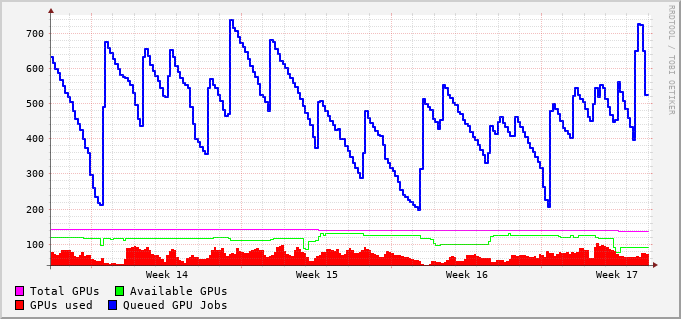 700
600
500
400
300
200
100
Week 14 Week 15 Week 16 Week 17
Total GPUs Available GPUs
GPUs used Queued GPU Jobs
RRDTOOL / TOBI OETIKER